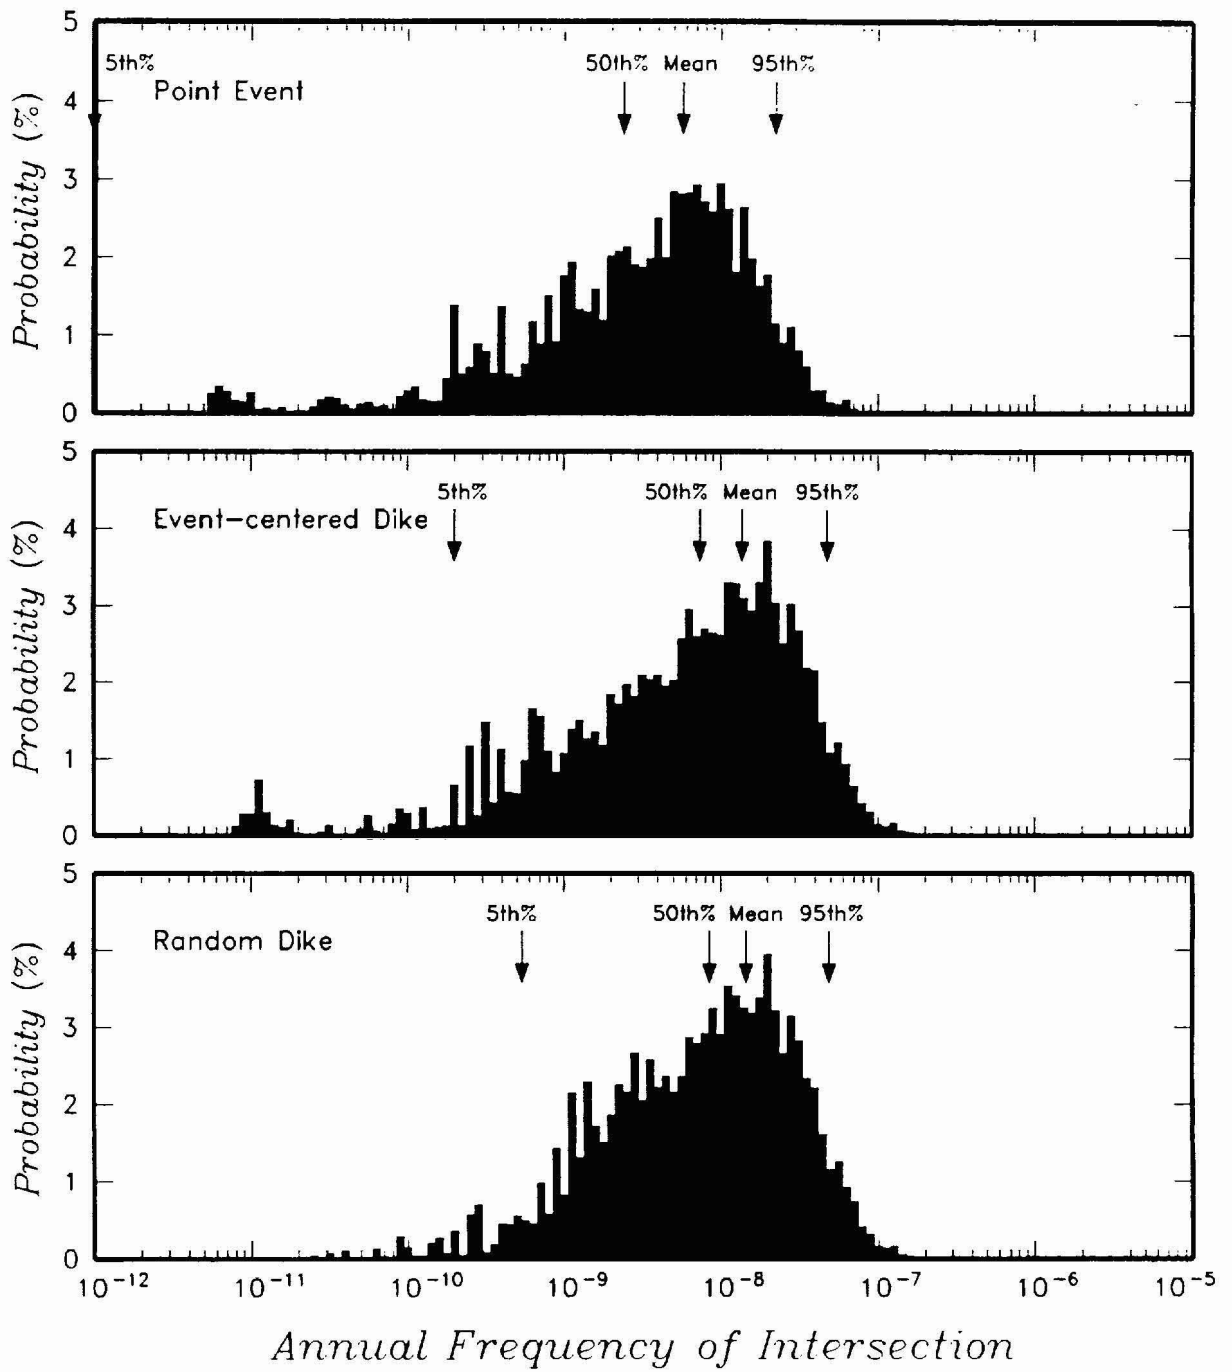 5
5th%
50th% Mean 95th%
Point Event
4
3
2
1
0
Probability (%)
5
5th%
50th% Mean 95th%
Event-centered Dike
4
3
2
1
0
Probability (%)
5
5th%
50th% Mean 95th%
Random Dike
4
3
2
1
0
Probability (%)
10⁻¹² 10⁻¹¹ 10⁻¹⁰ 10⁻⁹ 10⁻⁸ 10⁻⁷ 10⁻⁶ 10⁻⁵
Annual Frequency of Intersection